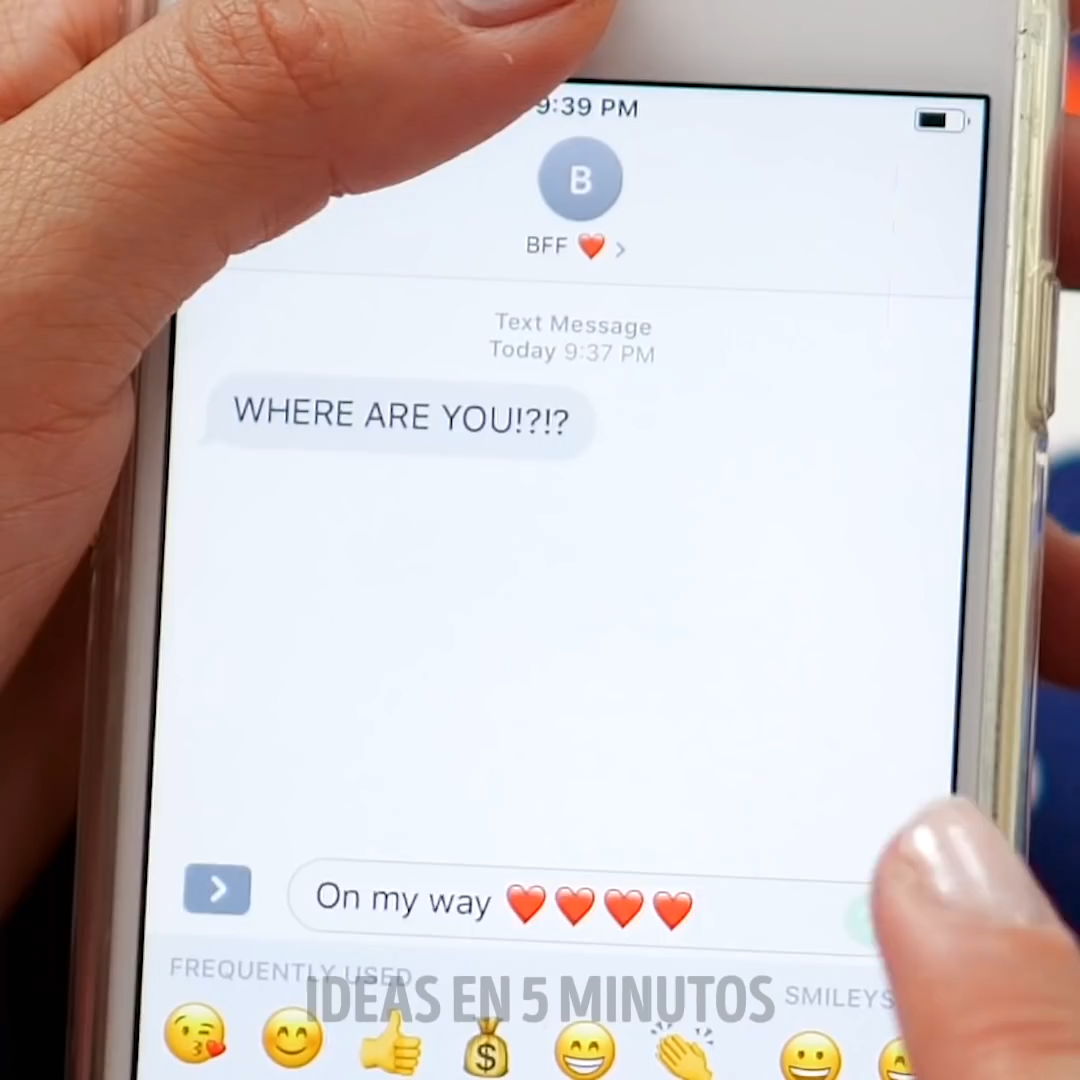 9:39 PM
B
BFF ❤️ >
Text Message
Today 9:37 PM
WHERE ARE YOU!?!?
On my way ❤️❤️❤️❤️
FREQUENTLY USED
SMILEYS
IDEAS EN 5 MINUTOS